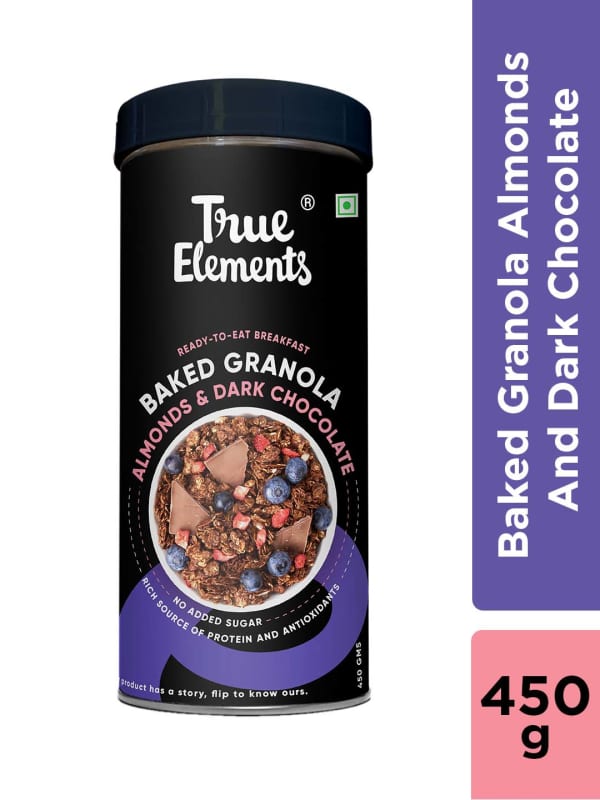 True
Elements ®
READY-TO-EAT BREAKFAST
BAKED GRANOLA
ALMONDS & DARK CHOCOLATE
NO ADDED SUGAR
RICH SOURCE OF PROTEIN AND ANTIOXIDANTS
450 GMS
product has a story, flip to know ours.
Baked Granola Almonds
And Dark Chocolate
450
g